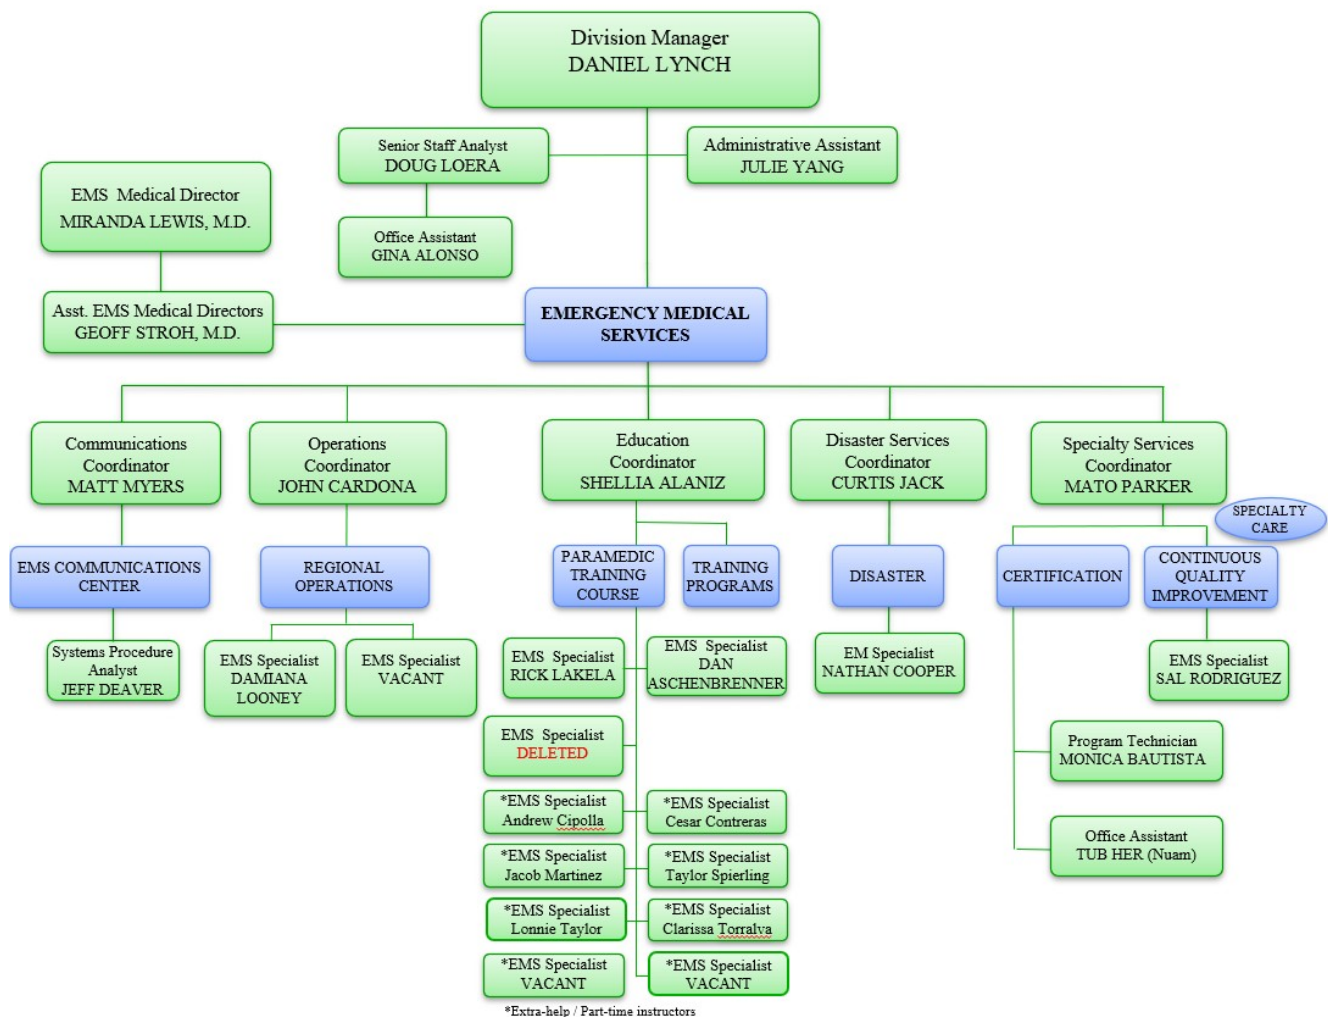 Division Manager
DANIEL LYNCH
Senior Staff Analyst
DOUG LOERA
Administrative Assistant
JULIE YANG
EMS Medical Director
MIRANDA LEWIS, M.D.
Office Assistant
GINA ALONSO
Asst. EMS Medical Directors
GEOFF STROH, M.D.
EMERGENCY MEDICAL
SERVICES
Communications
Coordinator
MATT MYERS
Operations
Coordinator
JOHN CARDONA
Education
Coordinator
SHELLIA ALANIZ
Disaster Services
Coordinator
CURTIS JACK
Specialty Services
Coordinator
MATO PARKER
SPECIALTY
CARE
EMS COMMUNICATIONS
CENTER
REGIONAL
OPERATIONS
PARAMEDIC
TRAINING
COURSE
TRAINING
PROGRAMS
DISASTER
CERTIFICATION
CONTINUOUS
QUALITY
IMPROVEMENT
Systems Procedure
Analyst
JEFF DEAVER
EMS Specialist
DAMIANA
LOONEY
EMS Specialist
VACANT
EMS Specialist
RICK LAKELA
EMS Specialist
DAN
ASCHENBRENNER
EM Specialist
NATHAN COOPER
EMS Specialist
SAL RODRIGUEZ
EMS Specialist
DELETED
Program Technician
MONICA BAUTISTA
*EMS Specialist
Andrew Cipolla
*EMS Specialist
Cesar Contreras
Office Assistant
TUB HER (Nuam)
*EMS Specialist
Jacob Martinez
*EMS Specialist
Taylor Spierling
*EMS Specialist
Lonnie Taylor
*EMS Specialist
Clarissa Torralva
*EMS Specialist
VACANT
*EMS Specialist
VACANT
*Extra-help / Part-time instructors